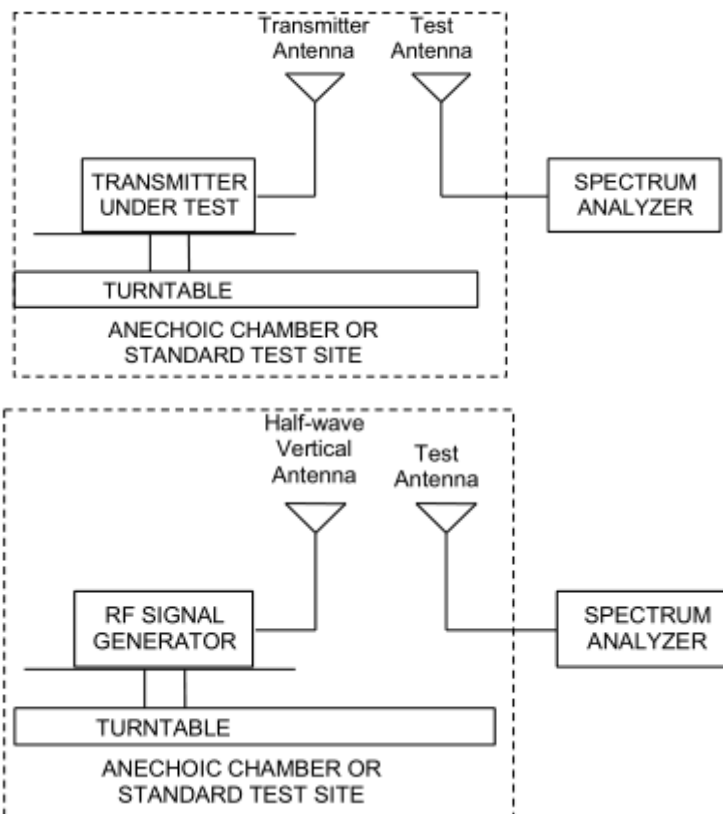 Transmitter
Antenna
Test
Antenna
TRANSMITTER
UNDER TEST
SPECTRUM
ANALYZER
TURNTABLE
ANECHOIC CHAMBER OR
STANDARD TEST SITE
Half-wave
Vertical
Antenna
Test
Antenna
RF SIGNAL
GENERATOR
SPECTRUM
ANALYZER
TURNTABLE
ANECHOIC CHAMBER OR
STANDARD TEST SITE